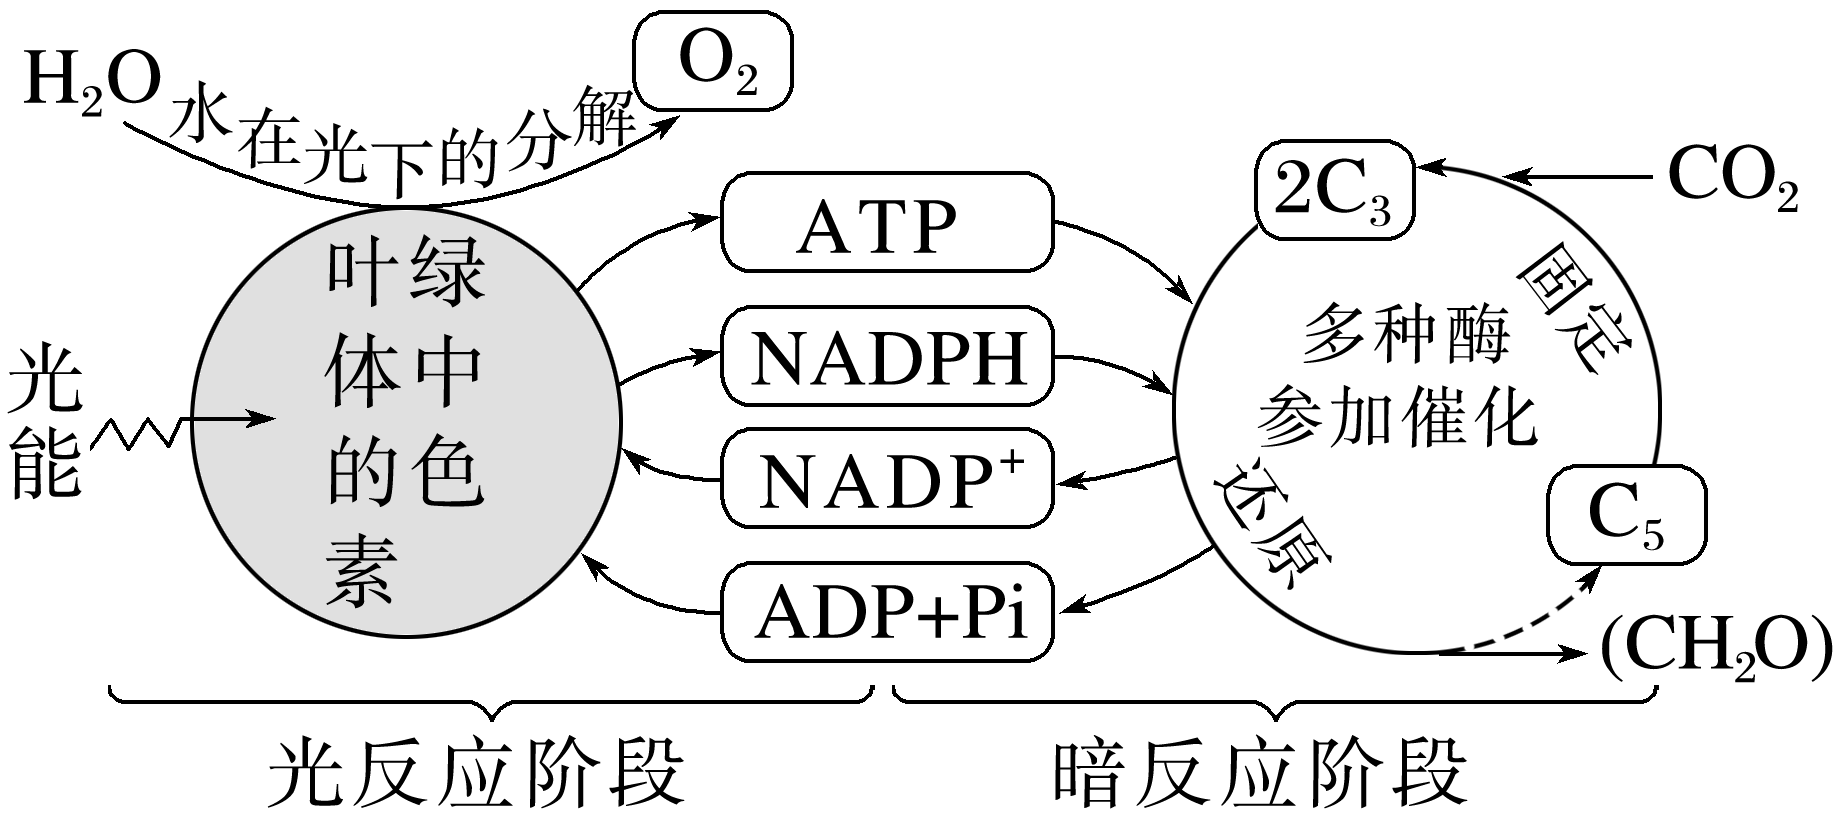 H₂O
水在光下的分解
O₂
光能
叶绿
体中
的色
素
ATP
NADPH
NADP⁺
ADP+Pi
2C₃
CO₂
固定
多种酶
参加催化
还原
C₅
(CH₂O)
光反应阶段
暗反应阶段